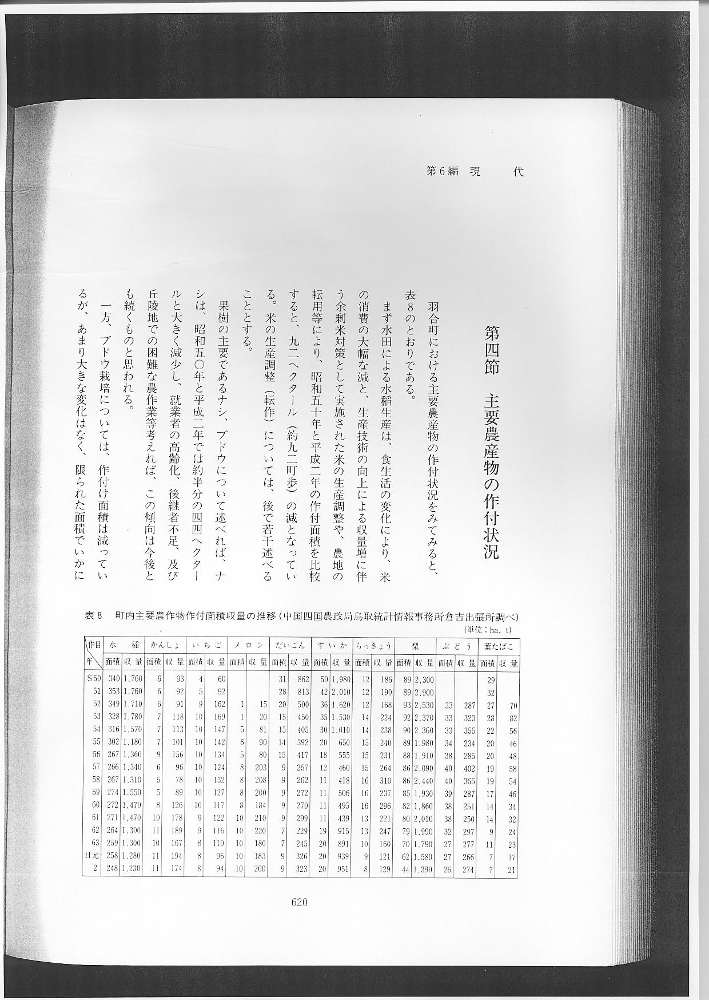 第6編 現 代
第四節 主要農産物の作付状況
羽合町における主要農産物の作付状況をみてみると、
表8のとおりである。
まず水田による水稲生産は、食生活の変化により、米
の消費の大幅な減と、生産技術の向上による収量増に伴
う余剰米対策として実施された米の生産調整や、農地の
転用等により、昭和五十年と平成二年の作付面積を比較
すると、九二ヘクタール（約九二町歩）の減となってい
る。米の生産調整（転作）については、後で若干述べる
こととする。
果樹の主要であるナシ、ブドウについて述べれば、ナ
シは、昭和五〇年と平成二年では約半分の四四ヘクター
ルと大きく減少し、就業者の高齢化、後継者不足、及び
丘陵地での困難な農作業等考えれば、この傾向は今後と
も続くものと思われる。
一方、ブドウ栽培については、作付け面積は減ってい
るが、あまり大きな変化はなく、限られた面積でいかに
表8 町内主要農作物作付面積収量の推移(中国四国農政局鳥取統計情報事務所倉吉出張所調べ)
(単位：ha、t)
作目 水稲 かんしょ いちご メロン だいこん すいか らっきょう 梨 ぶどう 葉たばこ
年 面積 収量 面積 収量 面積 収量 面積 収量 面積 収量 面積 収量 面積 収量 面積 収量 面積 収量 面積 収量
S50 340 1,760 6 93 4 60 31 862 50 1,980 12 186 89 2,300 29
51 353 1,760 6 92 5 92 28 813 42 2,010 12 190 89 2,900 32
52 349 1,710 6 91 9 162 1 15 20 500 36 1,620 12 168 93 2,530 33 287 27 70
53 328 1,780 7 118 10 169 1 20 15 450 35 1,530 14 224 92 2,370 33 323 28 82
54 316 1,570 7 113 10 147 5 81 15 405 30 1,010 14 238 90 2,360 33 355 22 56
55 302 1,180 7 101 10 142 6 90 14 392 20 650 15 240 89 1,980 34 234 20 46
56 267 1,360 9 156 10 134 5 80 15 417 18 555 15 231 88 1,910 38 285 20 48
57 266 1,340 6 96 10 124 8 203 9 257 12 460 15 264 86 2,090 40 402 19 58
58 267 1,310 5 78 10 132 8 208 9 262 11 418 16 310 86 2,440 40 366 19 54
59 274 1,550 5 89 10 127 8 200 9 272 11 506 16 237 85 1,930 39 287 17 46
60 272 1,470 8 126 10 117 8 184 9 270 11 495 16 296 82 1,860 38 251 14 34
61 271 1,470 10 178 9 122 10 210 9 299 11 439 13 221 80 2,010 38 250 14 32
62 264 1,300 11 189 9 116 10 220 7 229 19 915 13 247 79 1,990 32 297 9 24
63 259 1,300 10 167 8 110 10 180 7 245 20 891 10 160 70 1,790 27 277 11 23
H元 258 1,280 11 194 8 96 10 183 9 326 20 939 9 121 62 1,580 27 266 7 17
2 248 1,230 11 174 8 94 10 200 9 323 20 951 8 129 44 1,390 26 274 7 21
620